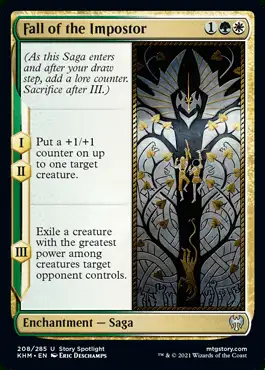 Fall of the Impostor 1
(As this Saga enters
and after your draw
step, add a lore counter.
Sacrifice after III.)
I
II
Put a +1/+1
counter on up
to one target
creature.
III
Exile a creature
with the greatest
power among
creatures target
opponent controls.
Enchantment — Saga
208/285 U Story Spotlight
KHM • EN Eric Deschamps
mtgstory.com
™ & © 2021 Wizards of the Coast